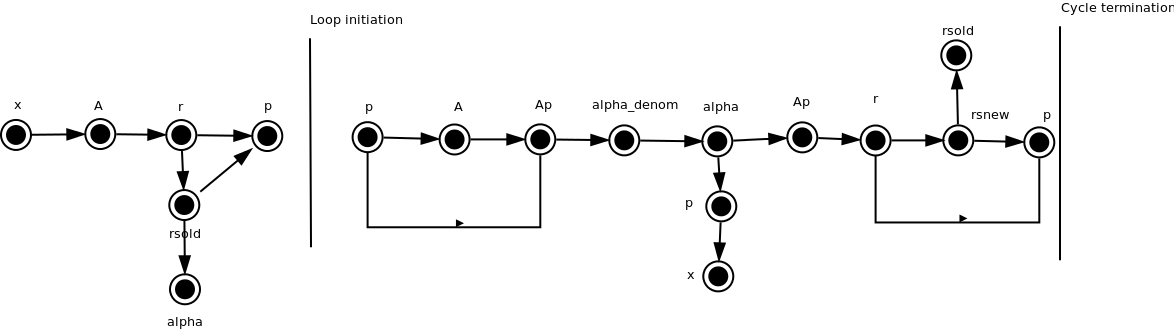 Cycle termination
Loop initiation
rsold
x
A
r
p
p
A
Ap
alpha_denom
alpha
Ap
r
rsnew
p
p
rsold
x
alpha